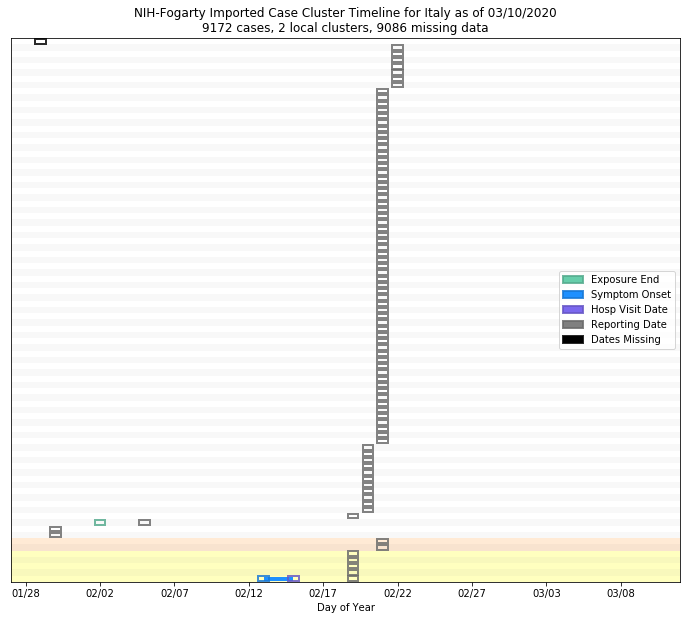 NIH-Fogarty Imported Case Cluster Timeline for Italy as of 03/10/2020
9172 cases, 2 local clusters, 9086 missing data
Exposure End
Symptom Onset
Hosp Visit Date
Reporting Date
Dates Missing
01/28 02/02 02/07 02/12 02/17 02/22 02/27 03/03 03/08
Day of Year